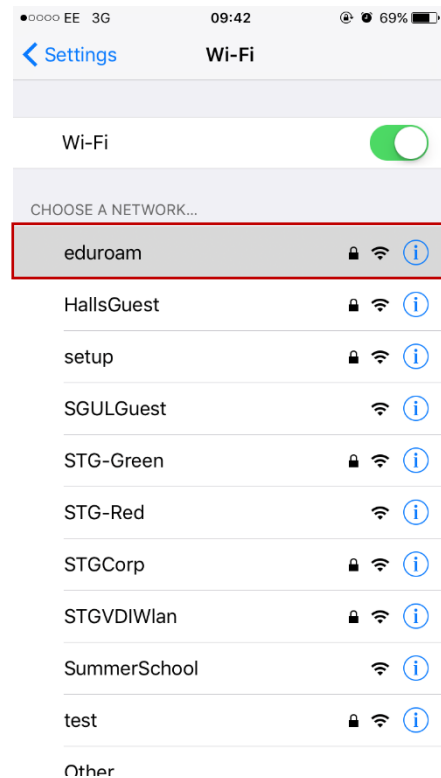 EE 3G 09:42 69%
Settings Wi-Fi
Wi-Fi
CHOOSE A NETWORK...
eduroam
HallsGuest
setup
SGULGuest
STG-Green
STG-Red
STGCorp
STGVDIWlan
SummerSchool
test
Other